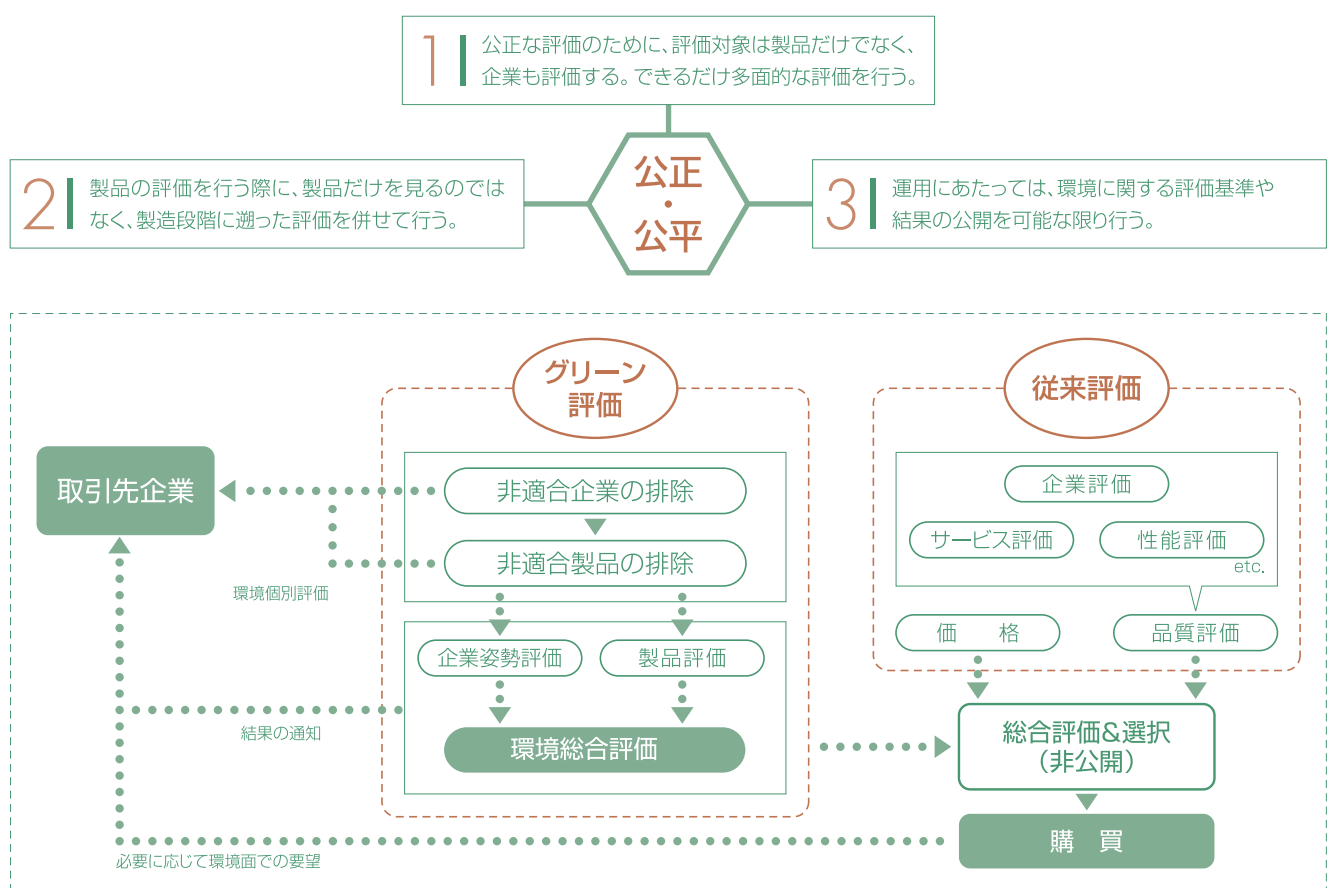 1
公正な評価のために、評価対象は製品だけでなく、
企業も評価する。できるだけ多面的な評価を行う。
公正
・
公平
2
製品の評価を行う際に、製品だけを見るのでは
なく、製造段階に遡った評価を併せて行う。
3
運用にあたっては、環境に関する評価基準や
結果の公開を可能な限り行う。
グリーン
評価
従来評価
取引先企業
非適合企業の排除
非適合製品の排除
環境個別評価
企業姿勢評価
製品評価
結果の通知
環境総合評価
企業評価
サービス評価
性能評価
etc.
価　格
品質評価
総合評価&選択
（非公開）
購　買
必要に応じて環境面での要望